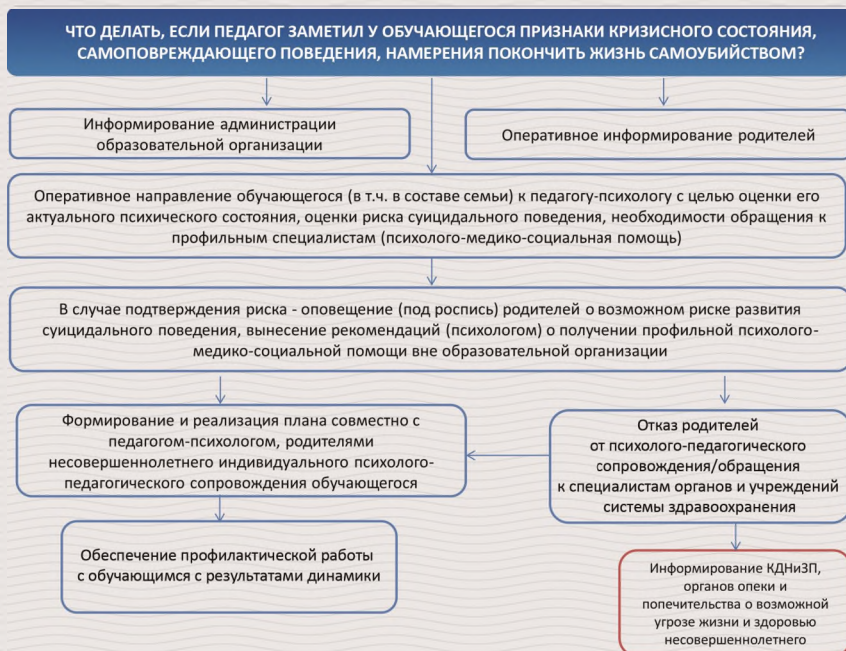 ЧТО ДЕЛАТЬ, ЕСЛИ ПЕДАГОГ ЗАМЕТИЛ У ОБУЧАЮЩЕГОСЯ ПРИЗНАКИ КРИЗИСНОГО СОСТОЯНИЯ,
САМОПОВРЕЖДАЮЩЕГО ПОВЕДЕНИЯ, НАМЕРЕНИЯ ПОКОНЧИТЬ ЖИЗНЬ САМОУБИЙСТВОМ?
Информирование администрации
образовательной организации
Оперативное информирование родителей
Оперативное направление обучающегося (в т.ч. в составе семьи) к педагогу-психологу с целью оценки его
актуального психического состояния, оценки риска суицидального поведения, необходимости обращения к
профильным специалистам (психолого-медико-социальная помощь)
В случае подтверждения риска - оповещение (под роспись) родителей о возможном риске развития
суицидального поведения, вынесение рекомендаций (психологом) о получении профильной психолого-
медико-социальной помощи вне образовательной организации
Формирование и реализация плана совместно с
педагогом-психологом, родителями
несовершеннолетнего индивидуального психолого-
педагогического сопровождения обучающегося
Отказ родителей
от психолого-педагогического
сопровождения/обращения
к специалистам органов и учреждений
системы здравоохранения
Обеспечение профилактической работы
с обучающимся с результатами динамики
Информирование КДНиЗП,
органов опеки и
попечительства о возможной
угрозе жизни и здоровью
несовершеннолетнего